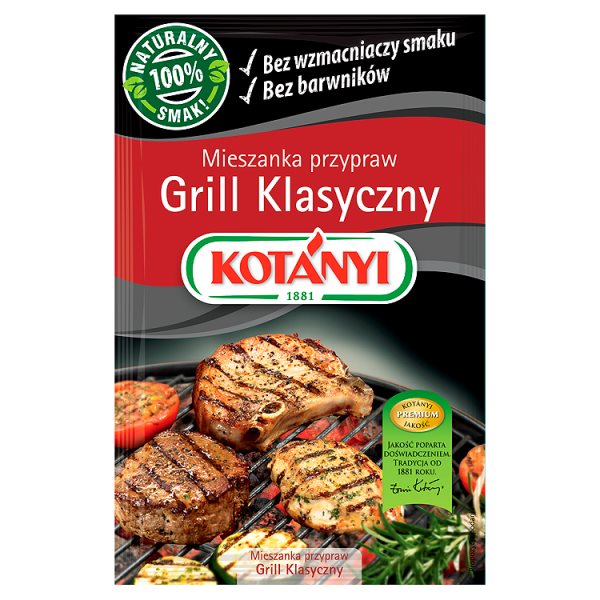 NATURALNY
100%
SMAK!
Bez wzmacniaczy smaku
Bez barwników
Mieszanka przypraw
Grill Klasyczny
KOTÁNYI
1881
KOTÁNYI
PREMIUM
JAKOŚĆ
JAKOŚĆ POPARTA
DOŚWIADCZENIEM.
TRADYCJA OD
1881 ROKU.
Mieszanka przypraw
Grill Klasyczny